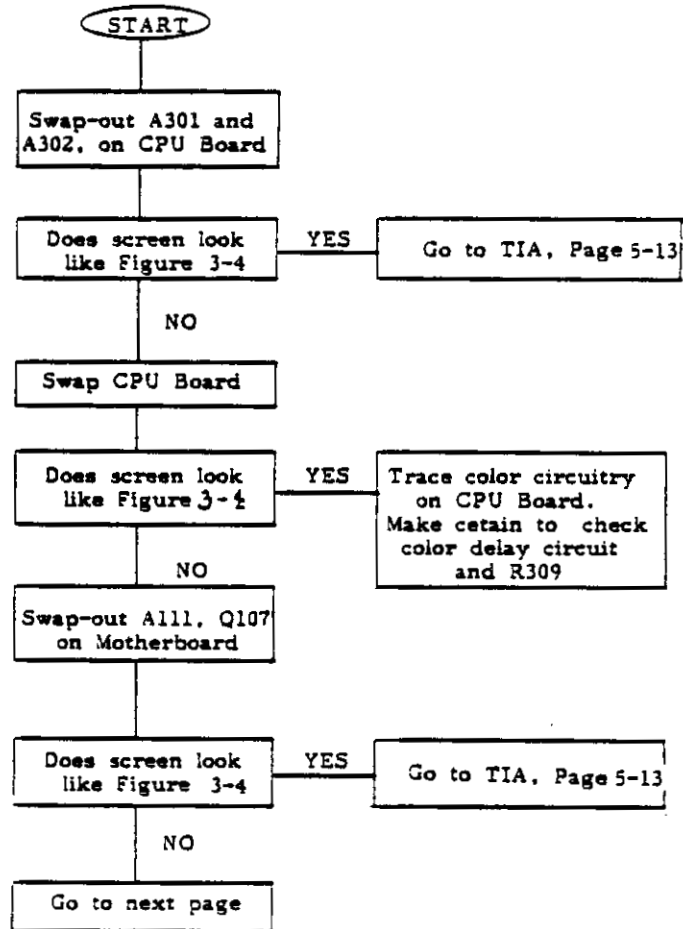 START
Swap-out A301 and
A302, on CPU Board
Does screen look
like Figure 3-4
YES
Go to TIA, Page 5-13
NO
Swap CPU Board
Does screen look
like Figure 3-4
YES
Trace color circuitry
on CPU Board.
Make cetain to check
color delay circuit
and R309
NO
Swap-out A111, Q107
on Motherboard
Does screen look
like Figure 3-4
YES
Go to TIA, Page 5-13
NO
Go to next page